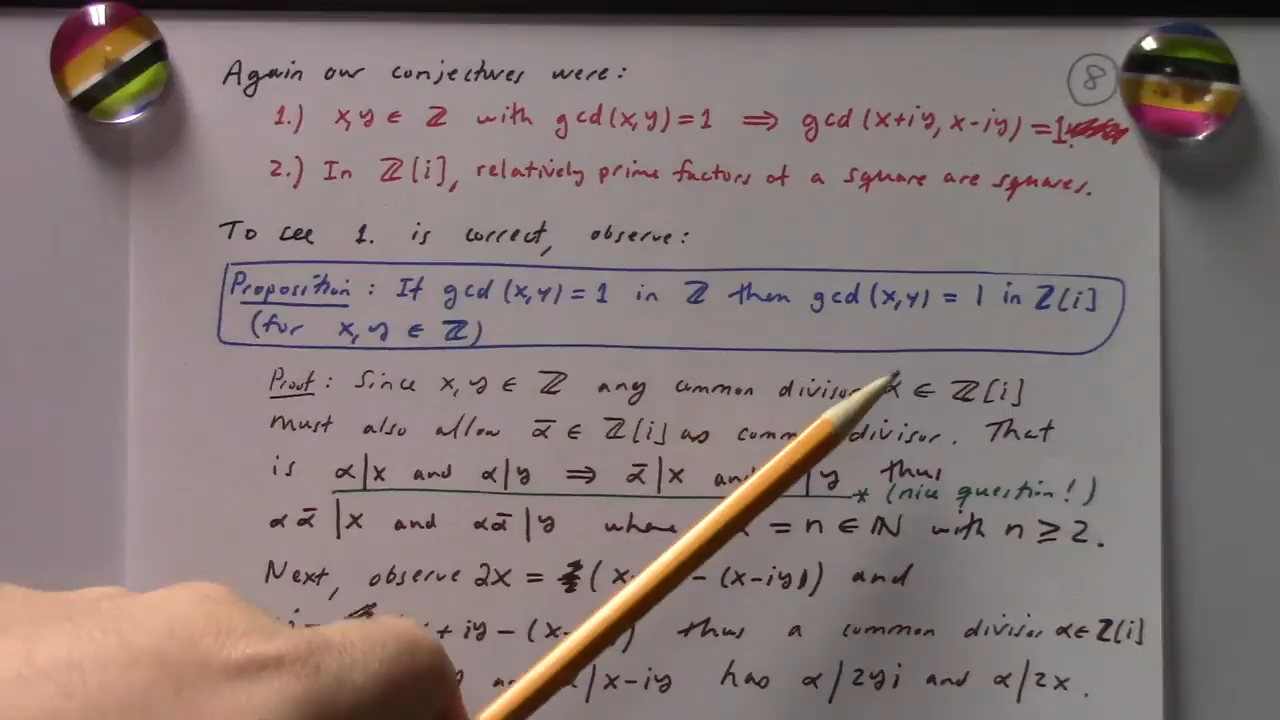 Again our conjectures were:
8
1.) x,y ∈ ℤ with gcd(x,y)=1 ⟹ gcd(x+iy, x-iy) = 1
2.) In ℤ[i], relatively prime factors of a square are squares.
To see 1. is correct, observe:
Proposition: If gcd(x,y)=1 in ℤ then gcd(x,y) = 1 in ℤ[i]
(for x,y ∈ ℤ)
Proof: Since x,y ∈ ℤ any common divisor α ∈ ℤ[i]
must also allow ᾱ ∈ ℤ[i] as divisor. That
is α|x and α|y ⟹ ᾱ|x |y thus
* (nice question!)
αᾱ|x and αᾱ|y where = n ∈ ℕ with n ≥ 2.
Next, observe 2x = (x - (x-iy)) and
+ iy - (x thus a common divisor α∈ℤ[i]
|x-iy has α|2yi and α|2x.